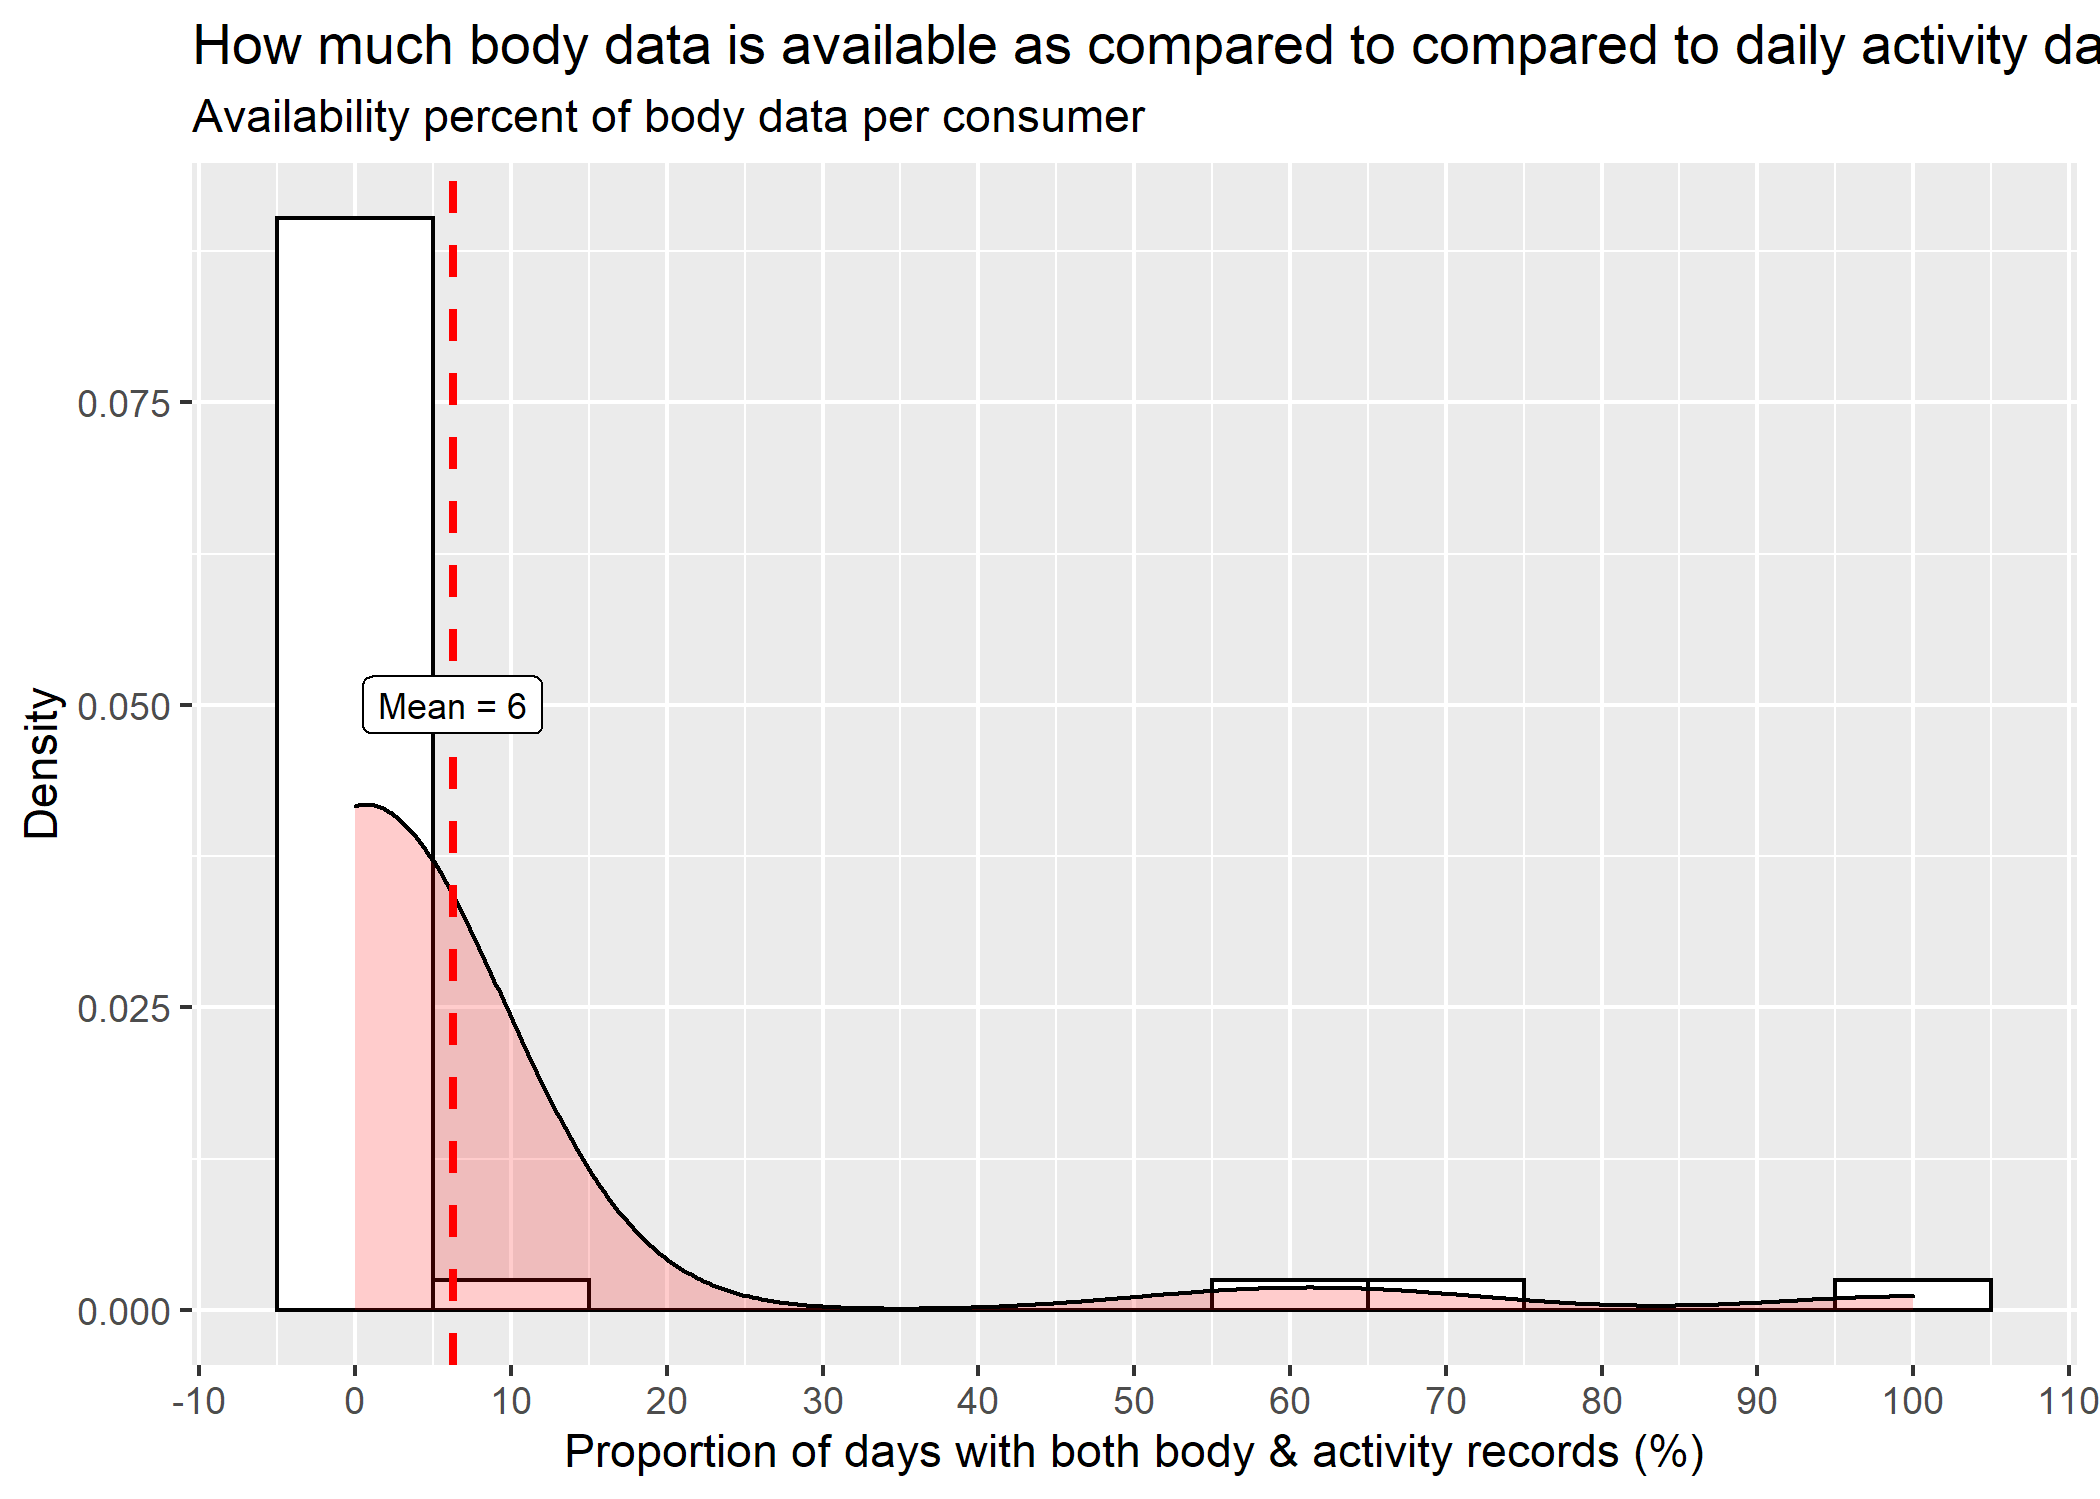 How much body data is available as compared to compared to daily activity da
Availability percent of body data per consumer
Density
0.075
0.050
0.025
0.000
Mean = 6
-10 0 10 20 30 40 50 60 70 80 90 100 110
Proportion of days with both body & activity records (%)